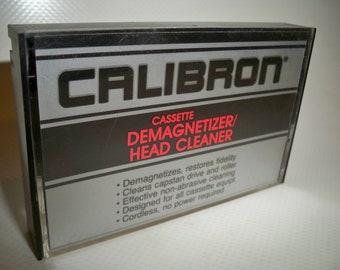 CALIBRON®
CASSETTE
DEMAGNETIZER/
HEAD CLEANER
• Demagnetizes, restores fidelity
• Cleans capstan drive and roller
• Effective non-abrasive cleaning
• Designed for all cassette equipt.
• Cordless, no power required